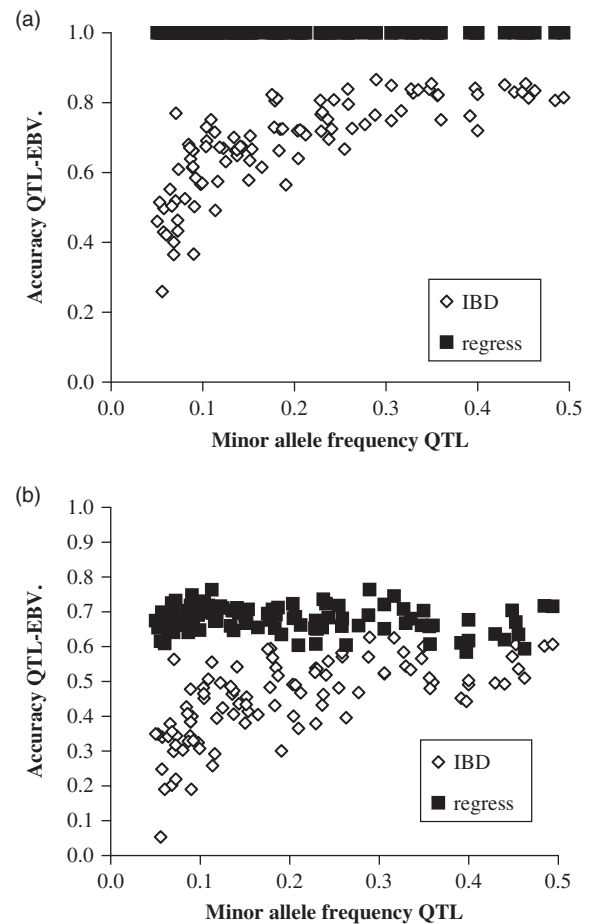 (a)
1.0
0.8
0.6
0.4
0.2
0.0
Accuracy QTL-EBV.
IBD
regress
0.0 0.1 0.2 0.3 0.4 0.5
Minor allele frequency QTL
(b)
1.0
0.9
0.8
0.7
0.6
0.5
0.4
0.3
0.2
0.1
0.0
Accuracy QTL-EBV.
IBD
regress
0.0 0.1 0.2 0.3 0.4 0.5
Minor allele frequency QTL